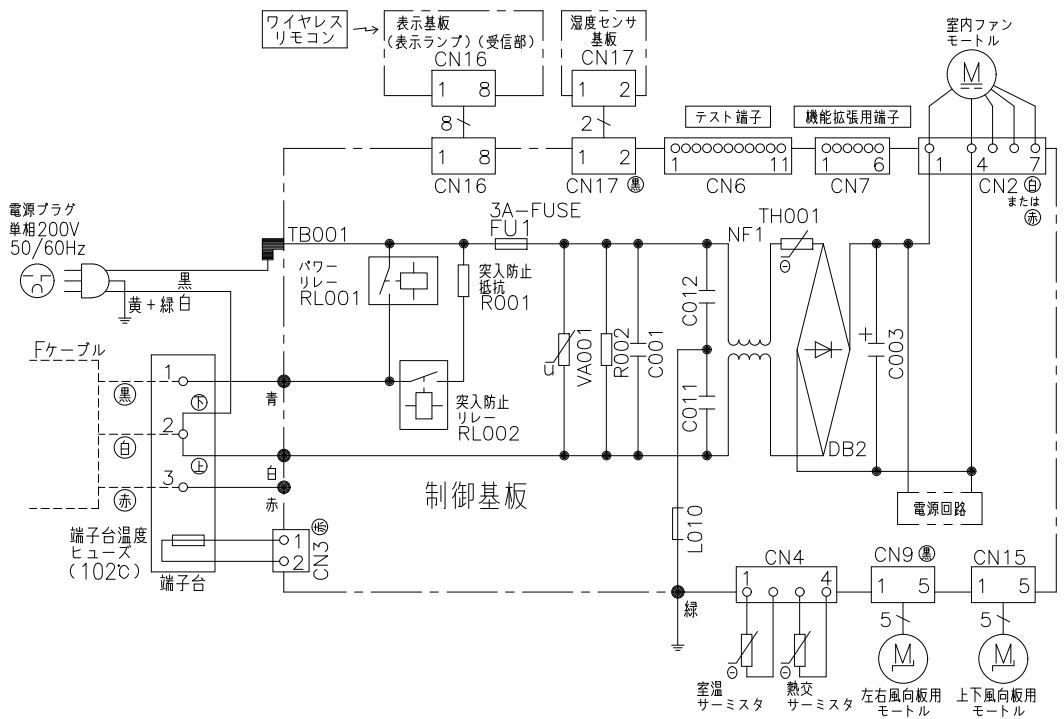 ワイヤレス
リモコン
表示基板
(表示ランプ)(受信部)
CN16
1 8
8
1 8
CN16
湿度センサ
基板
CN17
1 2
2
1 2
CN17 黒
テスト端子
1 11
CN6
機能拡張用端子
1 6
CN7
室内ファン
モートル
M
1 4 7
CN2 白
または
赤
電源プラグ
単相200V
50/60Hz
黒
白
黄+緑
TB001
パワー
リレー
RL001
3A-FUSE
FU1
突入防止
抵抗
R001
突入防止
リレー
RL002
u
VA001
R002
C001
C012
C011
NF1
TH001
θ
DB2
+
C003
電源回路
Fケーブル
黒
白
赤
1
下
2
上
3
青
白
赤
制御基板
端子台温度
ヒューズ
(102℃)
端子台
1
2
CN3 赤
L010
緑
CN4
1 4
θ
θ
室温
サーミスタ
熱交
サーミスタ
CN9 黒
1 5
5
M
左右風向板用
モートル
CN15
1 5
5
M
上下風向板用
モートル